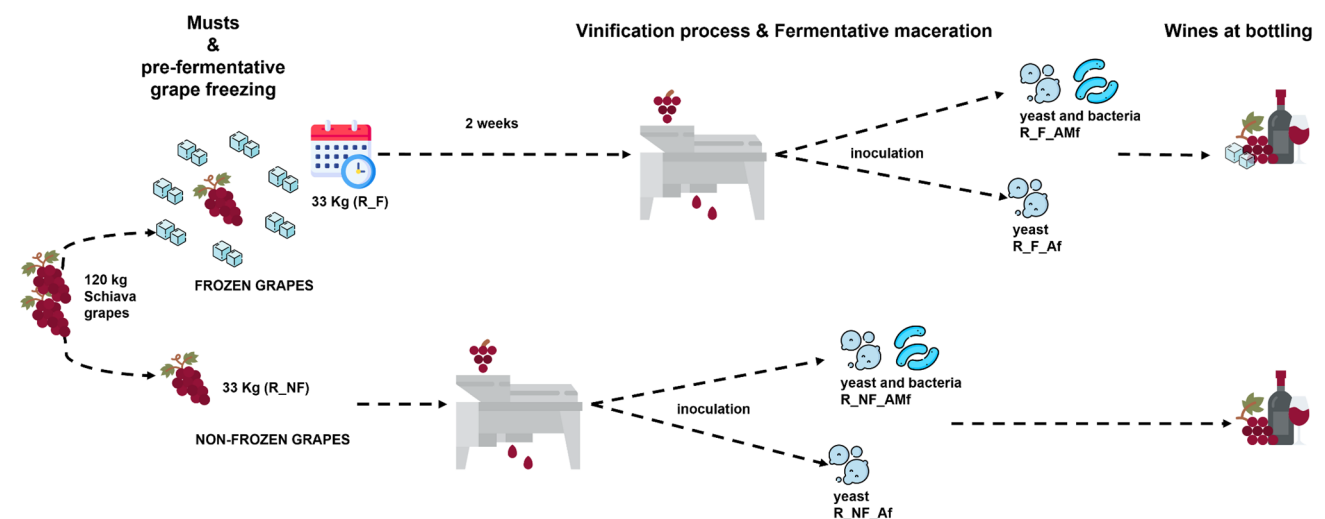 Musts
&
pre-fermentative
grape freezing
Vinification process & Fermentative maceration
Wines at bottling
2 weeks
33 Kg (R_F)
yeast and bacteria
R_F_AMf
inoculation
yeast
R_F_Af
FROZEN GRAPES
120 kg
Schiava
grapes
33 Kg (R_NF)
NON-FROZEN GRAPES
inoculation
yeast and bacteria
R_NF_AMf
yeast
R_NF_Af